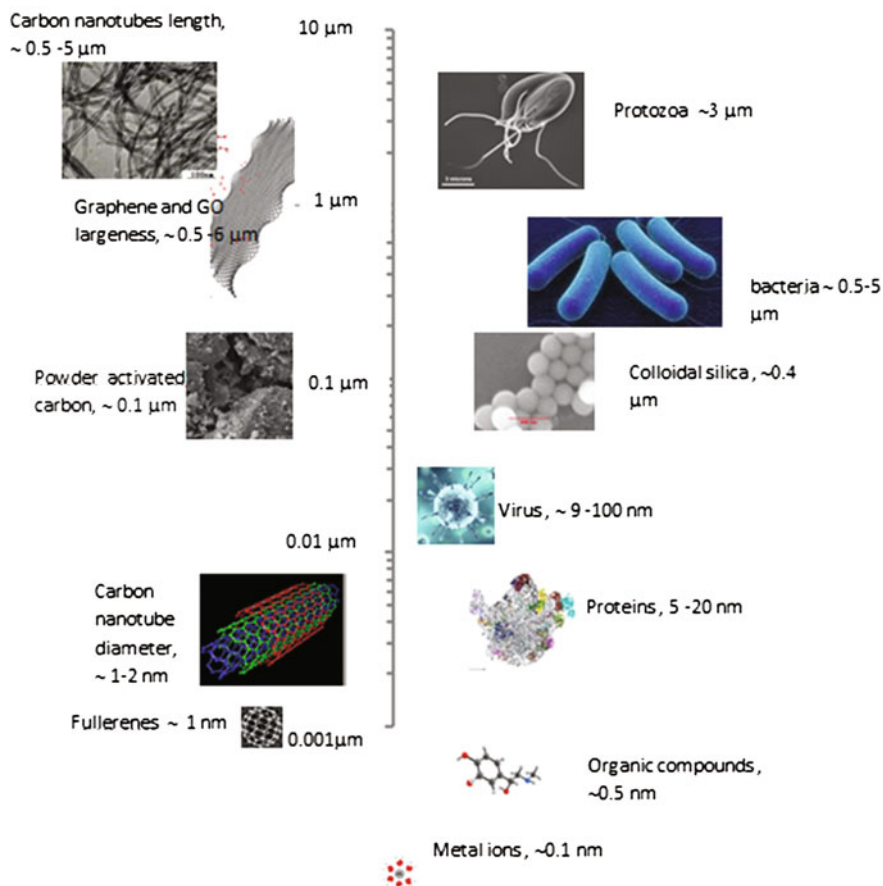 Carbon nanotubes length,
~ 0.5 -5 µm
10 µm
Protozoa ~3 µm
Graphene and GO
largeness, ~ 0.5 -6 µm
1 µm
bacteria ~ 0.5-5
µm
Powder activated
carbon, ~ 0.1 µm
0.1 µm
Colloidal silica, ~0.4
µm
Virus, ~ 9 -100 nm
0.01 µm
Carbon
nanotube
diameter,
~ 1-2 nm
Proteins, 5 -20 nm
Fullerenes ~ 1 nm
0.001µm
Organic compounds,
~0.5 nm
Metal ions, ~0.1 nm